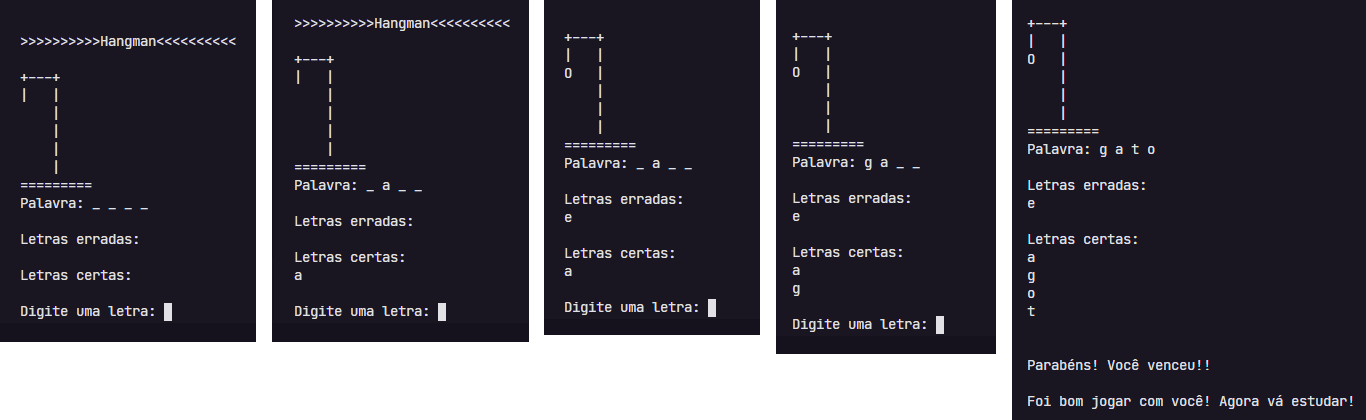 >>>>>>>>>>Hangman<<<<<<<<<<
+---+
|   |
    |
    |
    |
    |
=========
Palavra: _ _ _ _
Letras erradas:
Letras certas:
Digite uma letra:
>>>>>>>>>>Hangman<<<<<<<<<<
+---+
|   |
    |
    |
    |
    |
=========
Palavra: _ a _ _
Letras erradas:
Letras certas:
a
Digite uma letra:
+---+
|   |
O   |
    |
    |
    |
=========
Palavra: _ a _ _
Letras erradas:
e
Letras certas:
a
Digite uma letra:
+---+
|   |
O   |
    |
    |
    |
=========
Palavra: g a _ _
Letras erradas:
e
Letras certas:
a
g
Digite uma letra:
+---+
|   |
O   |
    |
    |
    |
=========
Palavra: g a t o
Letras erradas:
e
Letras certas:
a
g
o
t
Parabéns! Você venceu!!
Foi bom jogar com você! Agora vá estudar!